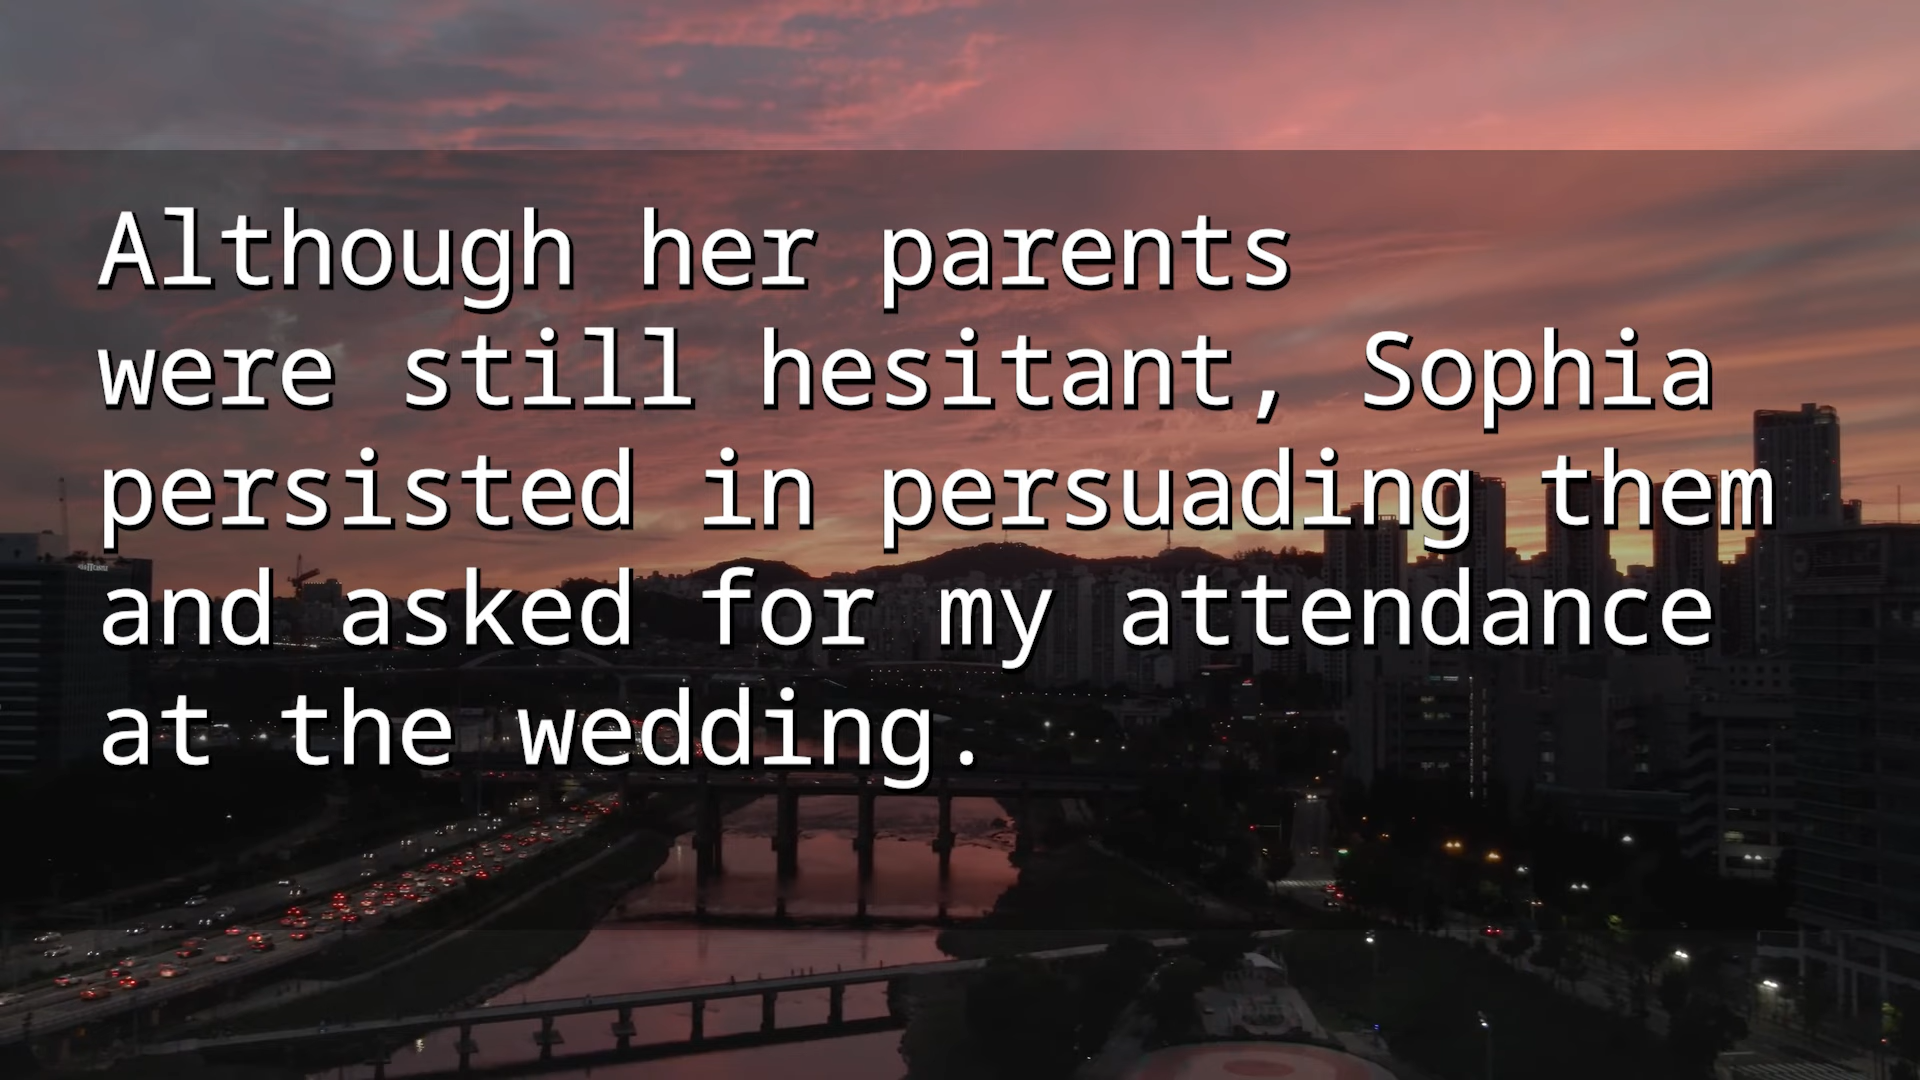 Although her parents
were still hesitant, Sophia
persisted in persuading them
and asked for my attendance
at the wedding.